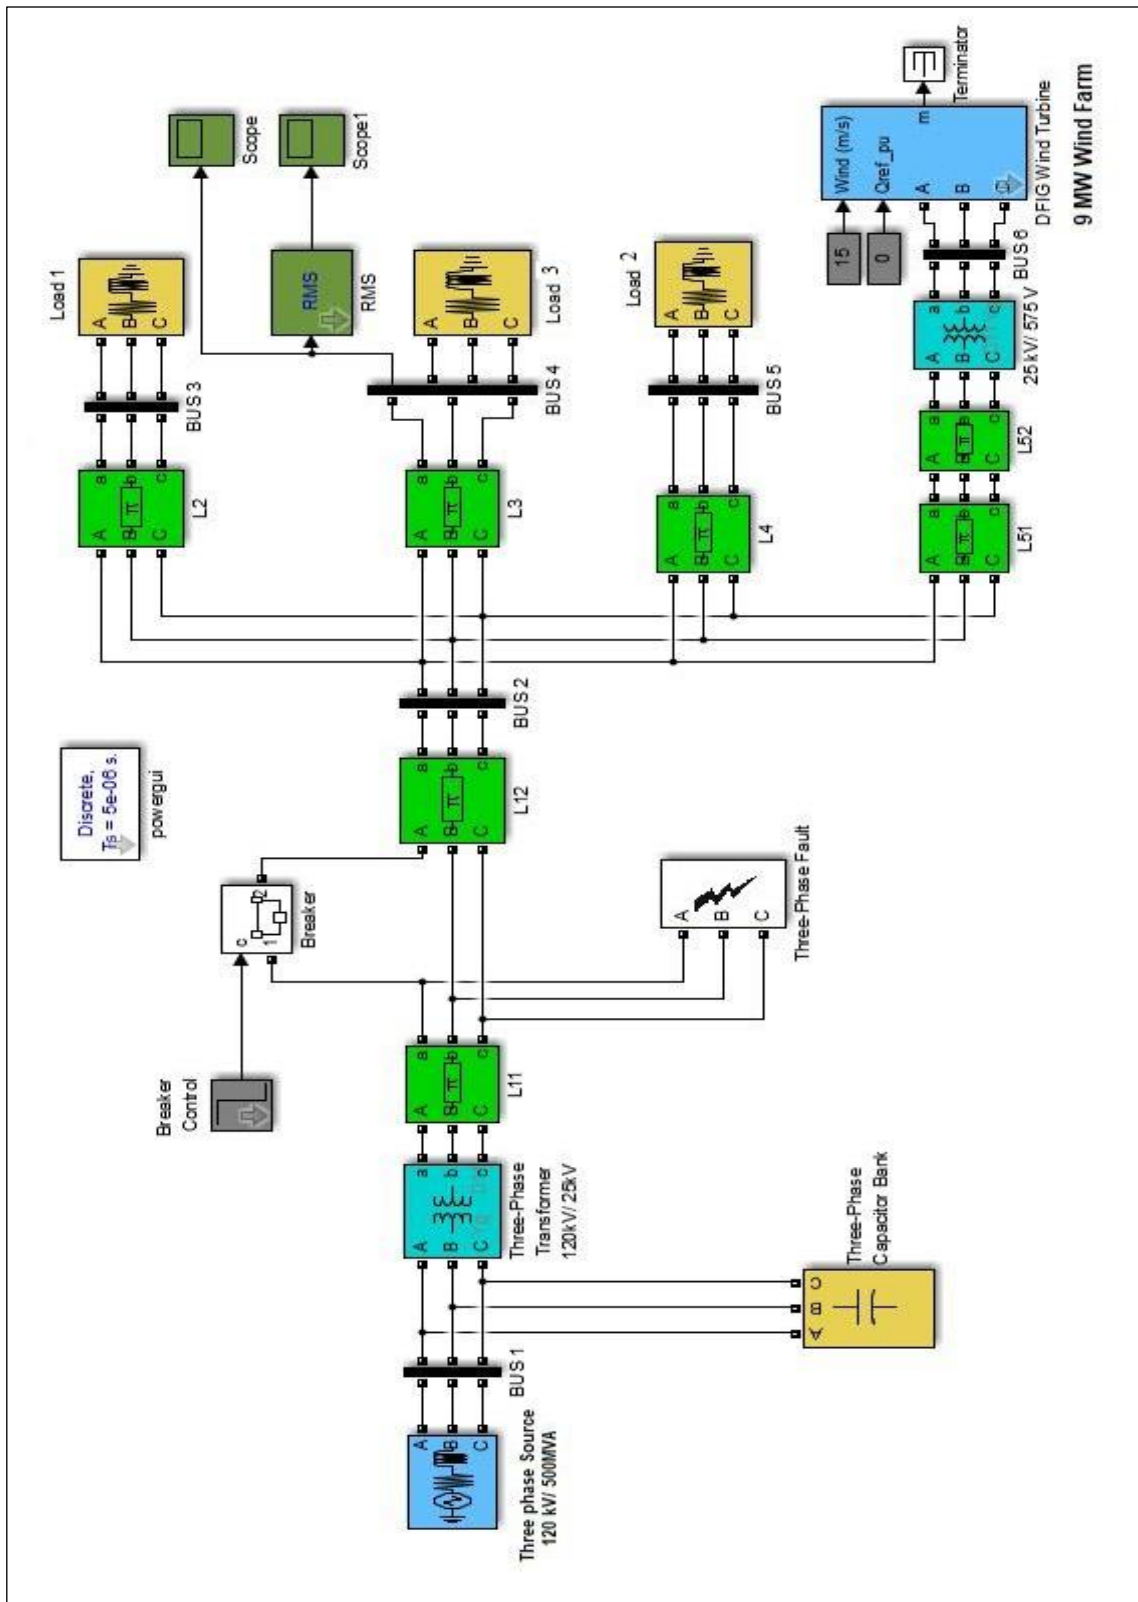 Discrete,
Ts = 5e-06 s.
powergui
Breaker
Control
c
1
2
Breaker
Three phase Source
120 kV/ 500MVA
A
B
C
BUS 1
A
B
C
a
b
c
Three-Phase
Transformer
120kV/ 25kV
A
B
C
Three-Phase
Capacitor Bank
A
B
C
π
a
b
c
L11
A
B
C
Three-Phase Fault
A
B
C
π
a
b
c
L12
BUS 2
A
B
C
π
a
b
c
L2
BUS 3
A
B
C
Load 1
A
B
C
π
a
b
c
L3
BUS 4
A
B
C
Load 3
RMS
RMS
Scope
Scope1
A
B
C
π
a
b
c
L4
BUS 5
A
B
C
Load 2
A
B
C
π
a
b
c
L51
A
B
C
π
a
b
c
L52
A
B
C
a
b
c
25 kV/ 575 V
BUS 6
15
0
Wind (m/s)
Qref_pu
A
B
C
m
DFIG Wind Turbine
Terminator
9 MW Wind Farm